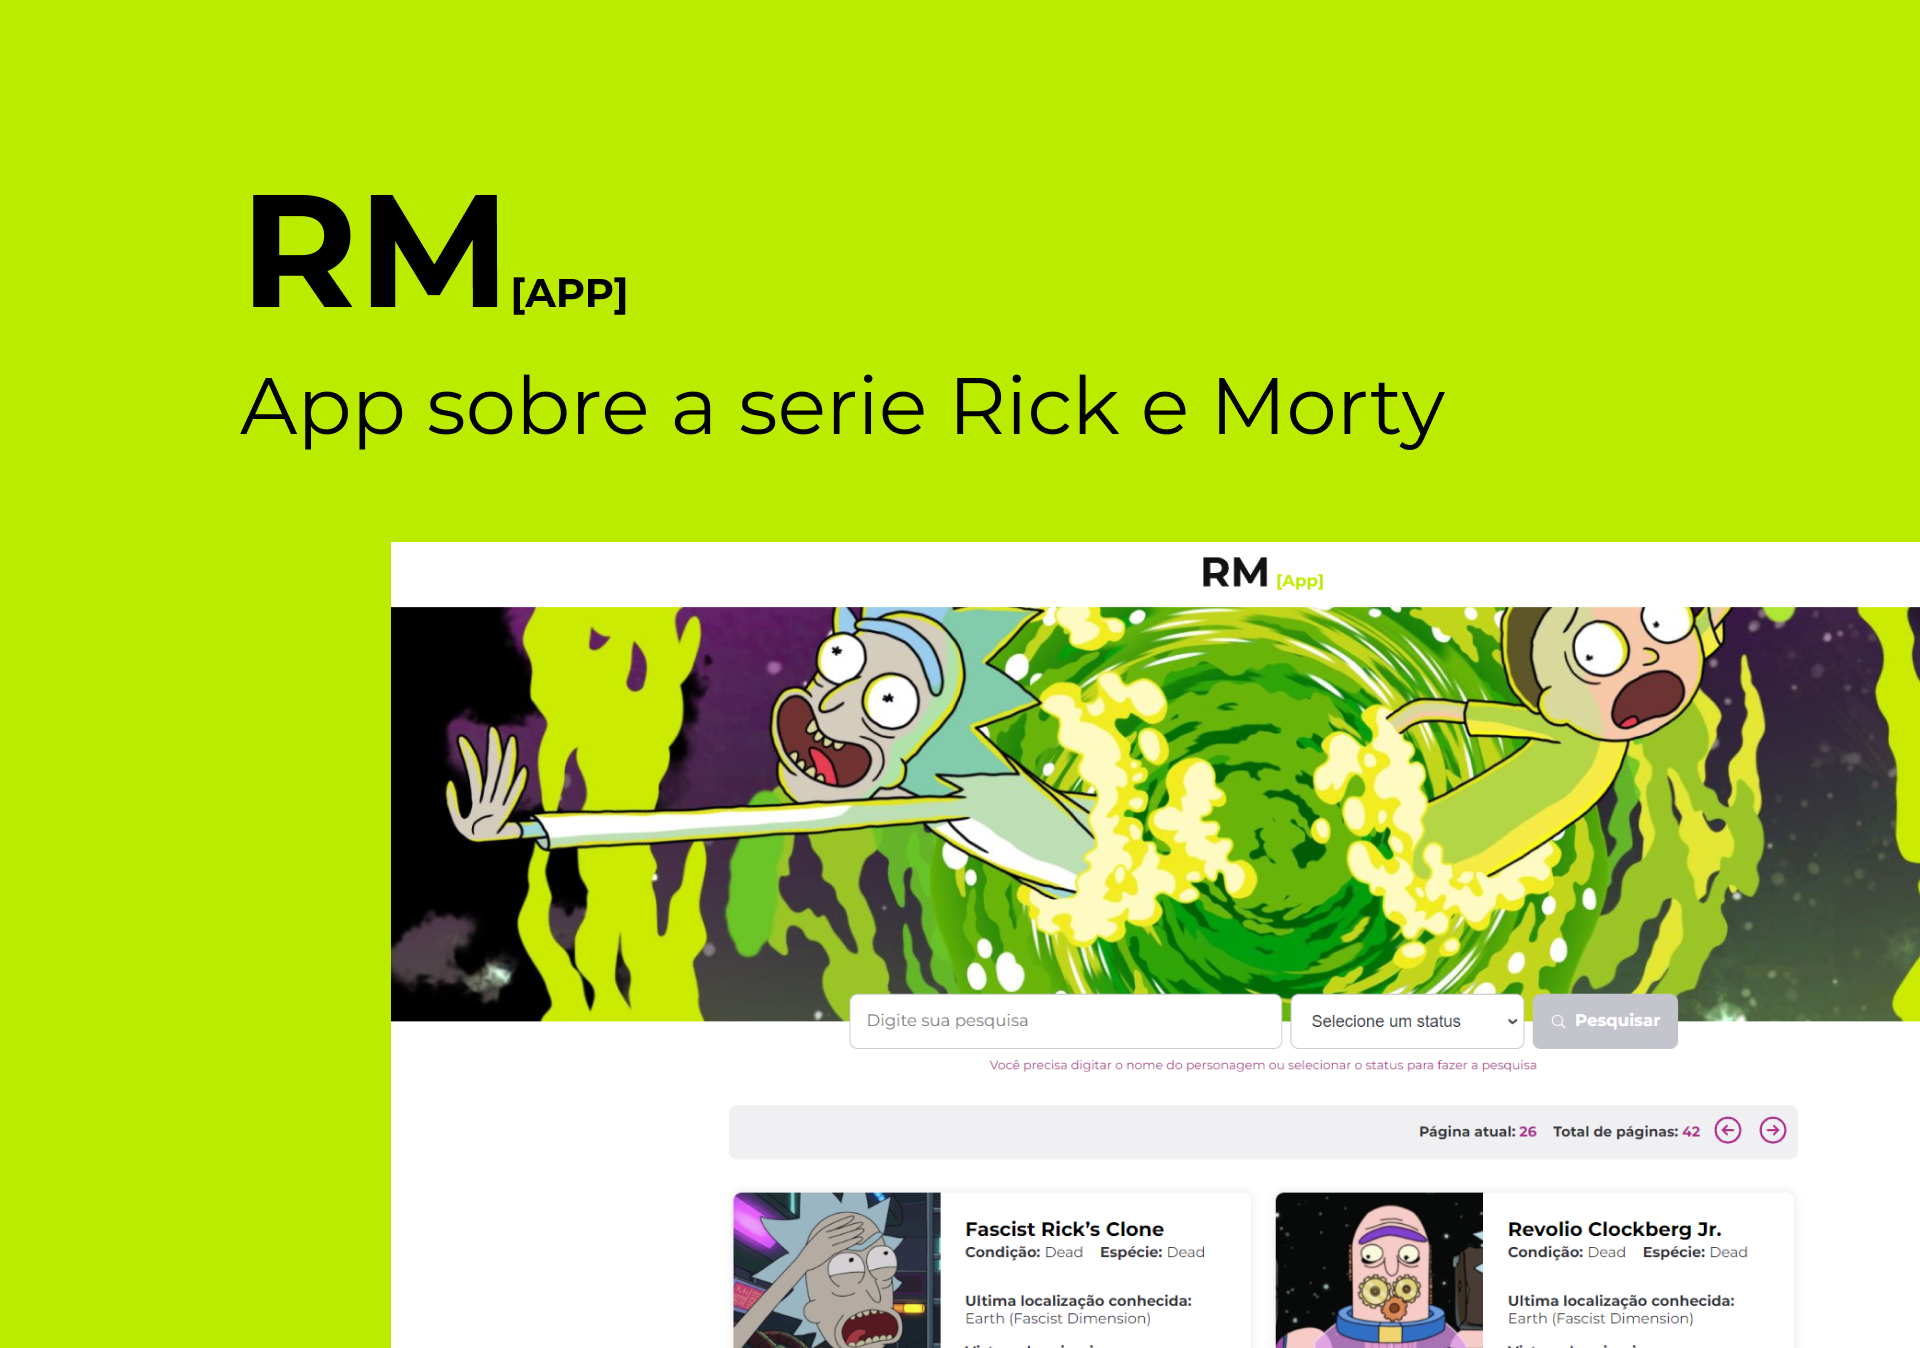 RM[APP]
App sobre a serie Rick e Morty
RM [App]
Digite sua pesquisa
Selecione um status
Pesquisar
Você precisa digitar o nome do personagem ou selecionar o status para fazer a pesquisa
Página atual: 26 Total de páginas: 42
Fascist Rick’s Clone
Condição: Dead Espécie: Dead
Ultima localização conhecida:
Earth (Fascist Dimension)
Revolio Clockberg Jr.
Condição: Dead Espécie: Dead
Ultima localização conhecida:
Earth (Fascist Dimension)